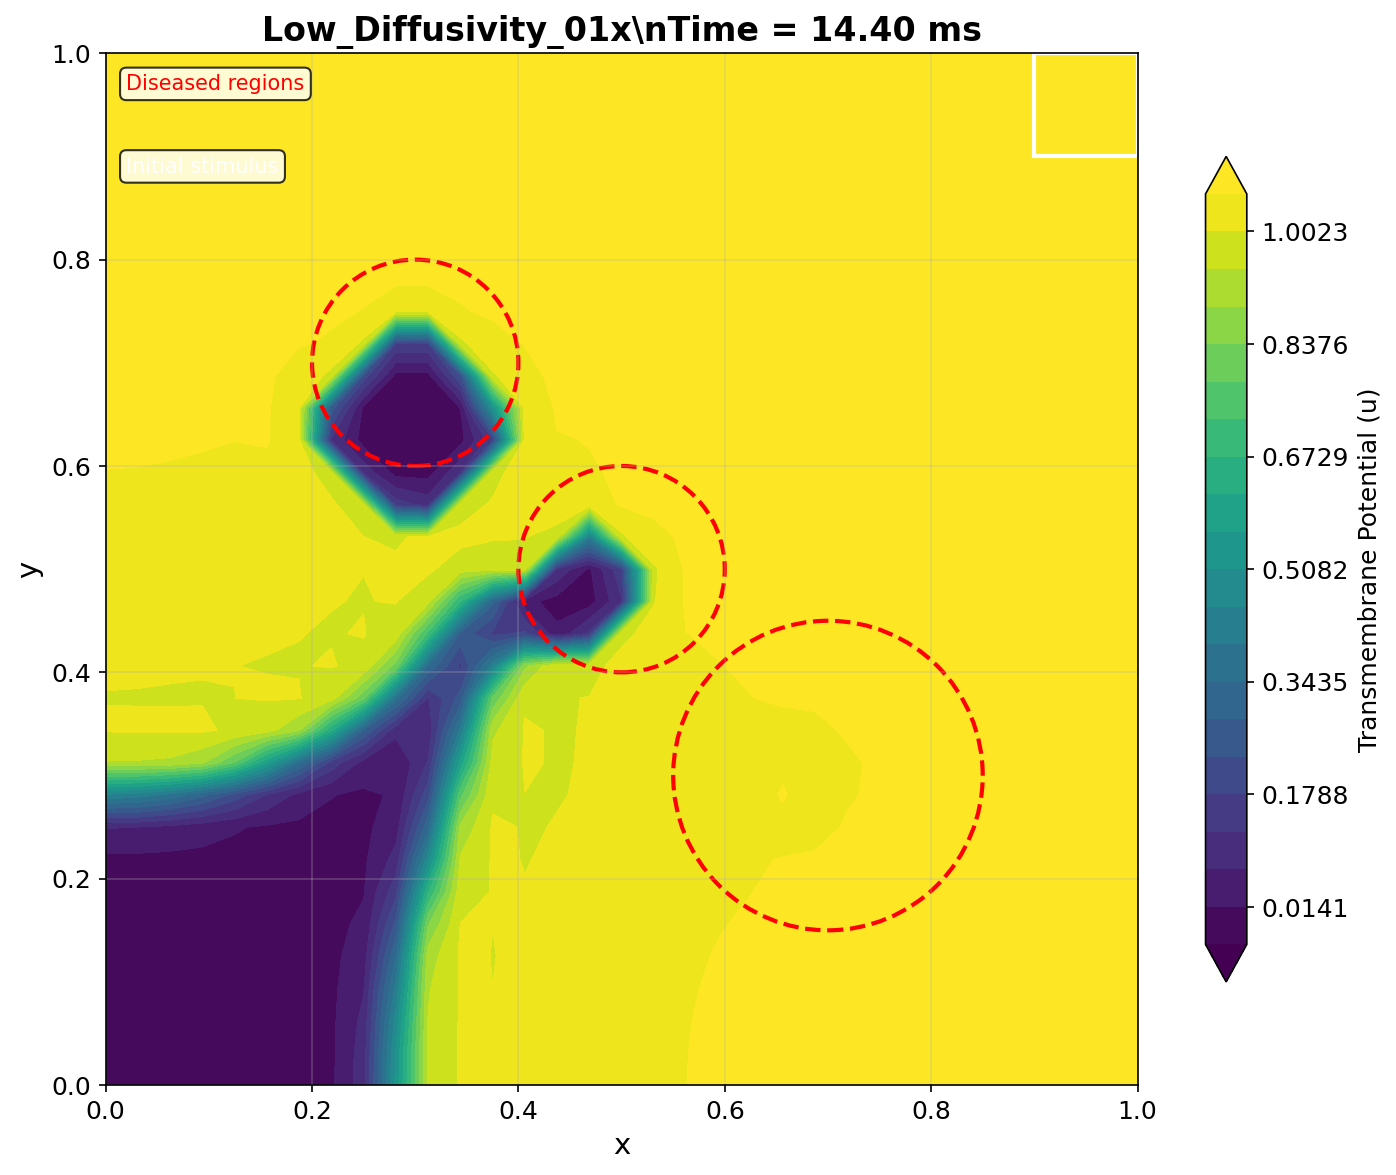 Low_Diffusivity_01x\nTime = 14.40 ms
Diseased regions
Initial stimulus
1.0
0.8
0.6
0.4
0.2
0.0
y
0.0 0.2 0.4 0.6 0.8 1.0
x
1.0023
0.8376
0.6729
0.5082
0.3435
0.1788
0.0141
Transmembrane Potential (u)